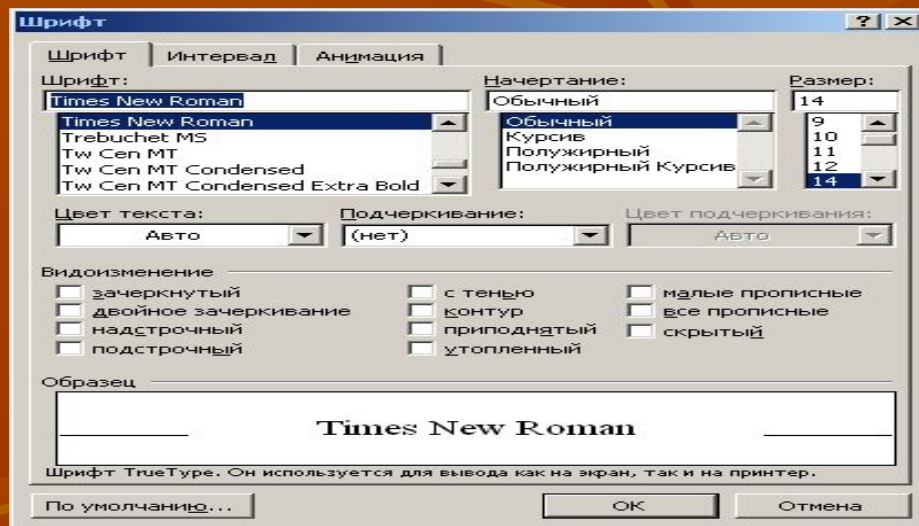 Шрифт
Шрифт Интервал Анимация
Шрифт: Начертание: Размер:
Times New Roman Обычный 14
Times New Roman Обычный 9
Trebuchet MS Курсив 10
Tw Cen MT Полужирный 11
Tw Cen MT Condensed Полужирный Курсив 12
Tw Cen MT Condensed Extra Bold 14
Цвет текста: Подчеркивание: Цвет подчеркивания:
Авто (нет) Авто
Видоизменение
зачеркнутый с тенью малые прописные
двойное зачеркивание контур все прописные
надстрочный приподнятый скрытый
подстрочный утопленный
Образец
Times New Roman
Шрифт TrueType. Он используется для вывода как на экран, так и на принтер.
По умолчанию... ОК Отмена